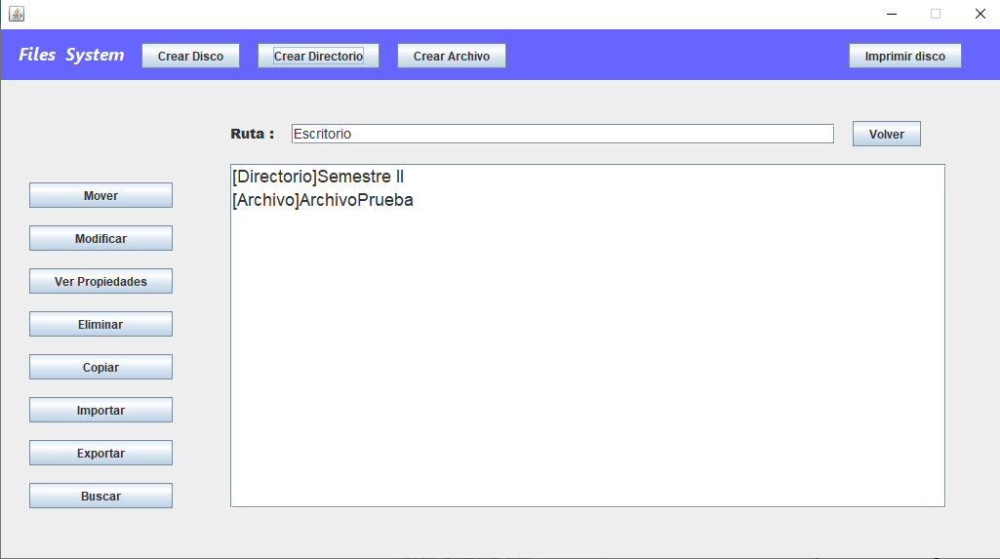 Files System
Crear Disco
Crear Directorio
Crear Archivo
Imprimir disco
Ruta :
Escritorio
Volver
[Directorio]Semestre II
[Archivo]ArchivoPrueba
Mover
Modificar
Ver Propiedades
Eliminar
Copiar
Importar
Exportar
Buscar